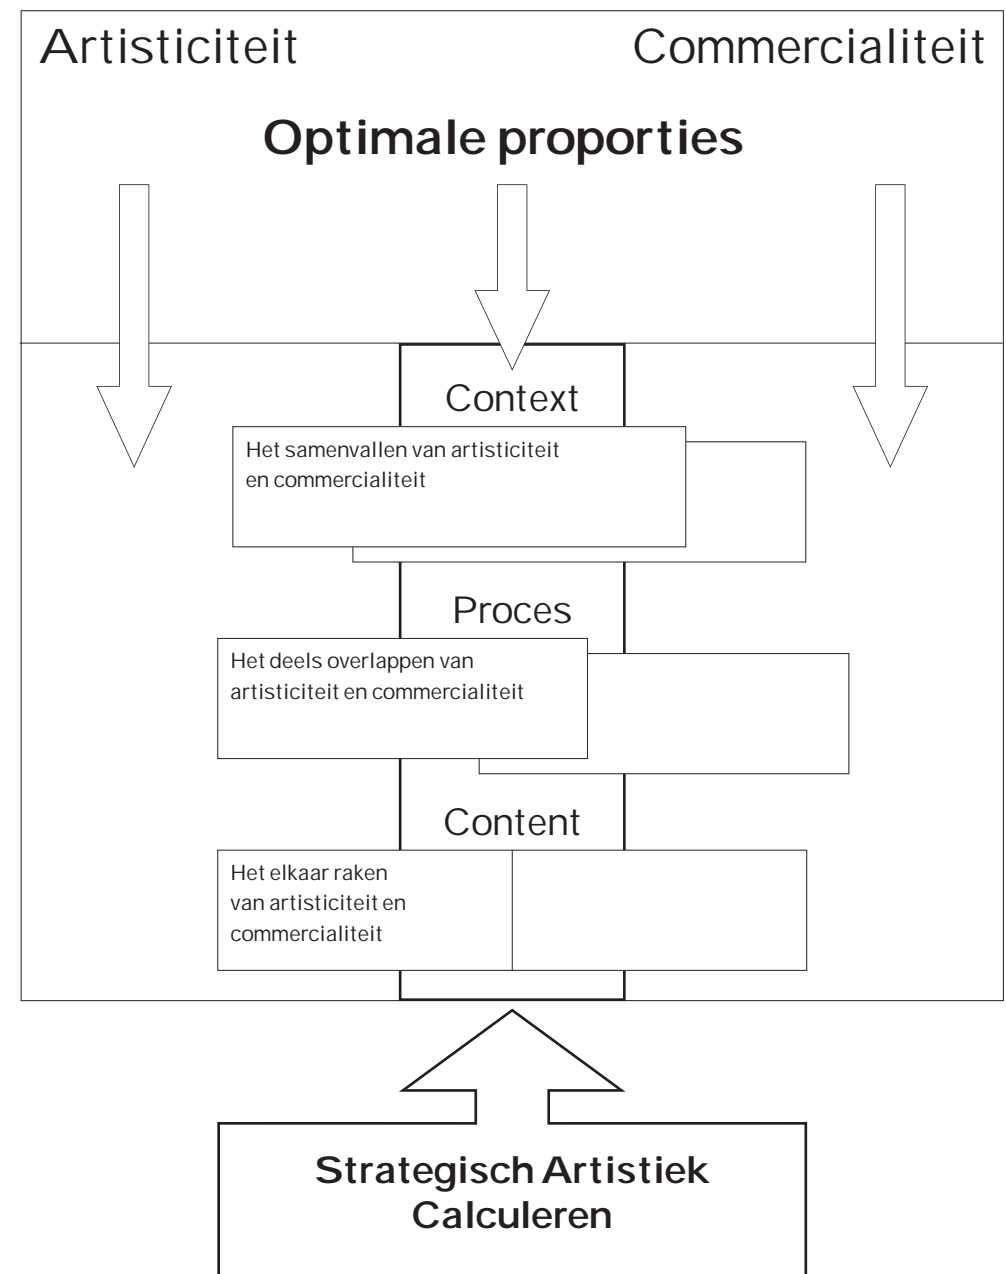 Artisticiteit
Commercialiteit
Optimale proporties
Context
Het samenvallen van artisticiteit
en commercialiteit
Proces
Het deels overlappen van
artisticiteit en commercialiteit
Content
Het elkaar raken
van artisticiteit en
commercialiteit
Strategisch Artistiek
Calculeren